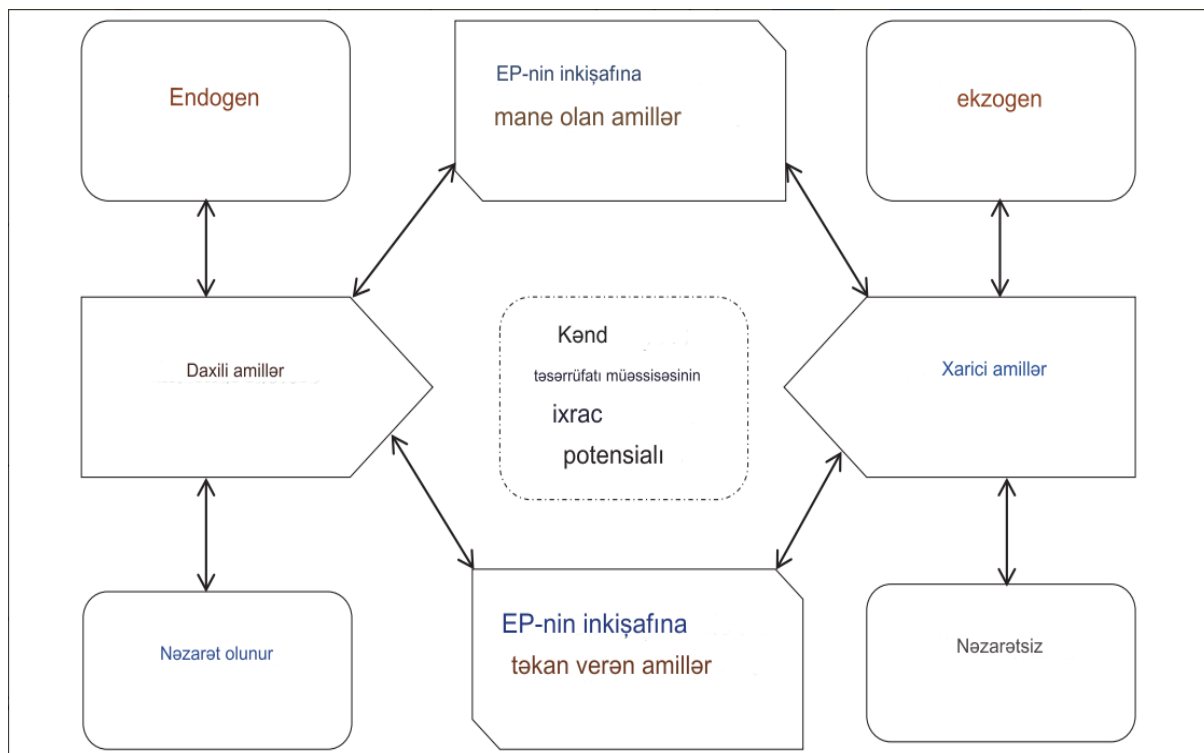 Endogen
EP-nin inkişafına
mane olan amillər
ekzogen
Daxili amillər
Kənd
təsərrüfatı müəssisəsinin
ixrac
potensialı
Xarici amillər
Nəzarət olunur
EP-nin inkişafına
təkan verən amillər
Nəzarətsiz